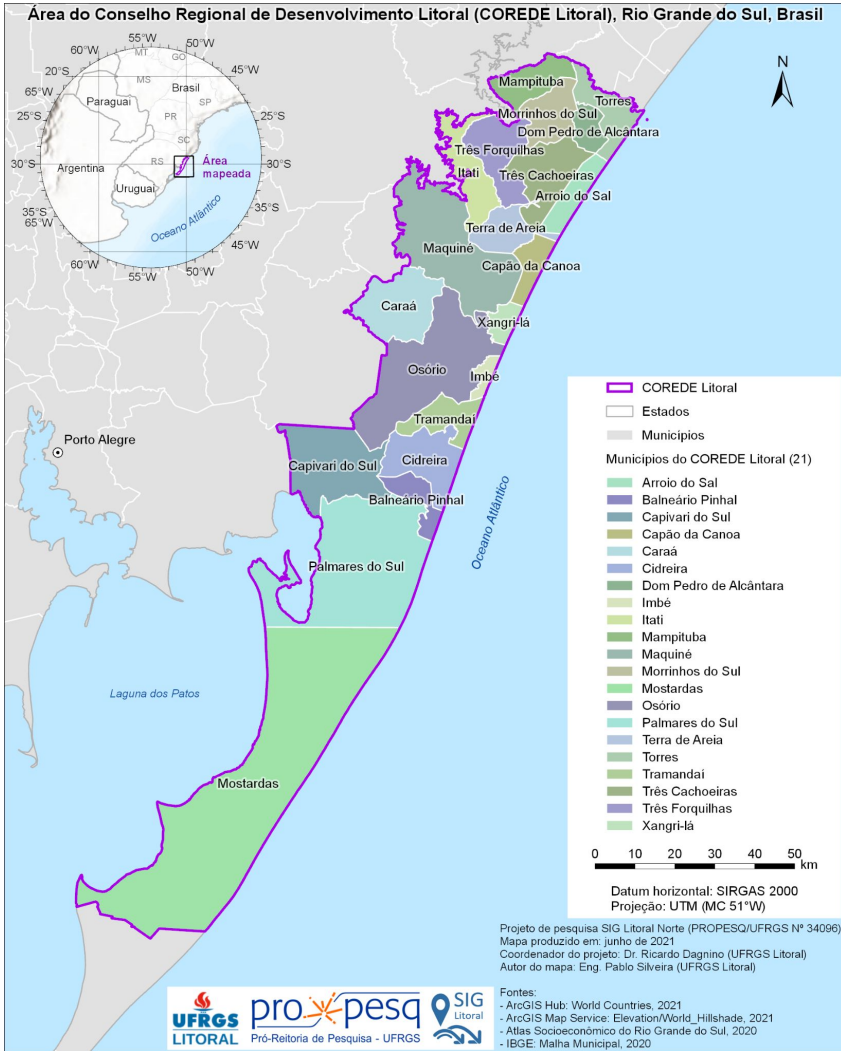 Área do Conselho Regional de Desenvolvimento Litoral (COREDE Litoral), Rio Grande do Sul, Brasil
60°W
55°W
50°W
45°W
20°S
25°S
30°S
35°S
20°S
25°S
30°S
35°S
60°W
55°W
50°W
45°W
MT
GO
MS
Brasil
SP
Paraguai
PR
SC
Argentina
RS
Uruguai
Área
mapeada
Oceano Atlântico
N
Mampituba
Torres
Morrinhos do Sul
Dom Pedro de Alcântara
Três Forquilhas
Itati
Três Cachoeiras
Arroio do Sal
Terra de Areia
Maquiné
Capão da Canoa
Caraá
Xangri-lá
Osório
Imbé
Tramandaí
Porto Alegre
Capivari do Sul
Cidreira
Balneário Pinhal
Oceano Atlântico
Palmares do Sul
Laguna dos Patos
Mostardas
COREDE Litoral
Estados
Municípios
Municípios do COREDE Litoral (21)
Arroio do Sal
Balneário Pinhal
Capivari do Sul
Capão da Canoa
Caraá
Cidreira
Dom Pedro de Alcântara
Imbé
Itati
Mampituba
Maquiné
Morrinhos do Sul
Mostardas
Osório
Palmares do Sul
Terra de Areia
Torres
Tramandaí
Três Cachoeiras
Três Forquilhas
Xangri-lá
0 10 20 30 40 50
km
Datum horizontal: SIRGAS 2000
Projeção: UTM (MC 51°W)
Projeto de pesquisa SIG Litoral Norte (PROPESQ/UFRGS Nº 34096)
Mapa produzido em: junho de 2021
Coordenador do projeto: Dr. Ricardo Dagnino (UFRGS Litoral)
Autor do mapa: Eng. Pablo Silveira (UFRGS Litoral)
Fontes:
- ArcGIS Hub: World Countries, 2021
- ArcGIS Map Service: Elevation/World_Hillshade, 2021
- Atlas Socioeconômico do Rio Grande do Sul, 2020
- IBGE: Malha Municipal, 2020
UFRGS
LITORAL
propesq
Pró-Reitoria de Pesquisa - UFRGS
SIG
Litoral